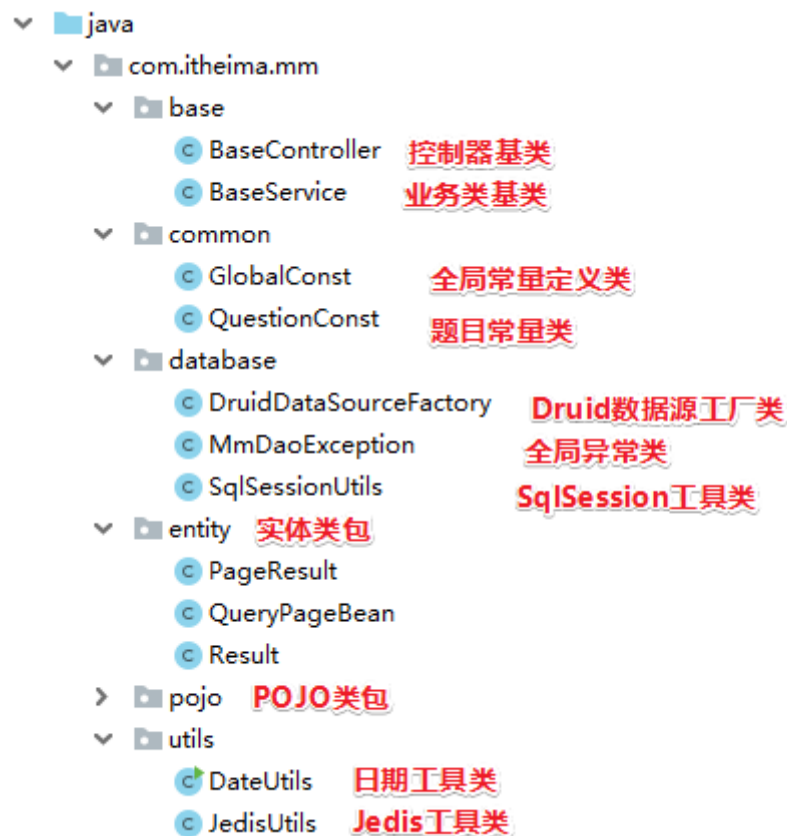 java
com.itheima.mm
base
BaseController 控制器基类
BaseService 业务类基类
common
GlobalConst 全局常量定义类
QuestionConst 题目常量类
database
DruidDataSourceFactory Druid数据源工厂类
MmDaoException 全局异常类
SqlSessionUtils SqlSession工具类
entity 实体类包
PageResult
QueryPageBean
Result
pojo POJO类包
utils
DateUtils 日期工具类
JedisUtils Jedis工具类